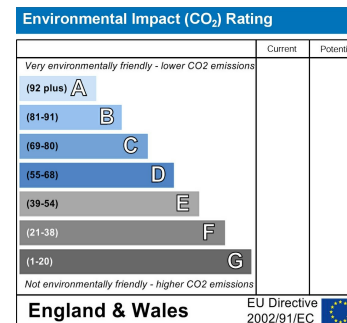 Environmental Impact (CO₂) Rating
Current Potenti
Very environmentally friendly - lower CO2 emissions
(92 plus) A
(81-91) B
(69-80) C
(55-68) D
(39-54) E
(21-38) F
(1-20) G
Not environmentally friendly - higher CO2 emissions
England & Wales
EU Directive
2002/91/EC